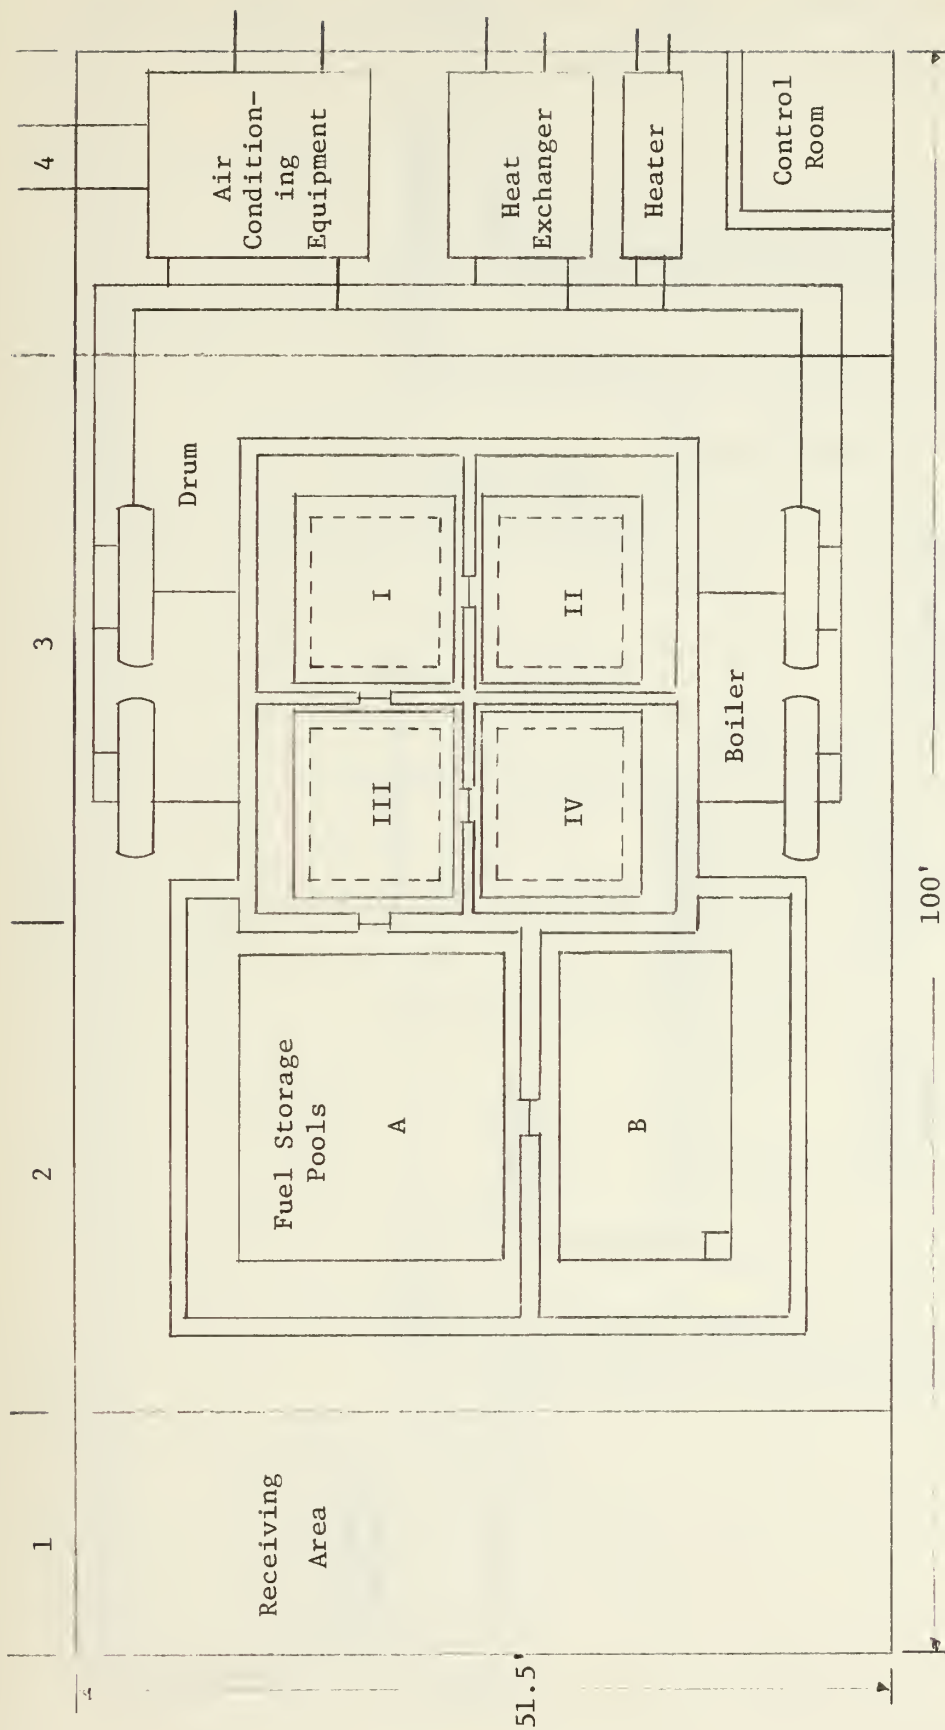 1
2
3
4
Receiving
Area
Fuel Storage
Pools
A
B
III
I
IV
II
Drum
Boiler
Air
Condition-
ing
Equipment
Heat
Exchanger
Heater
Control
Room
51.5'
100'